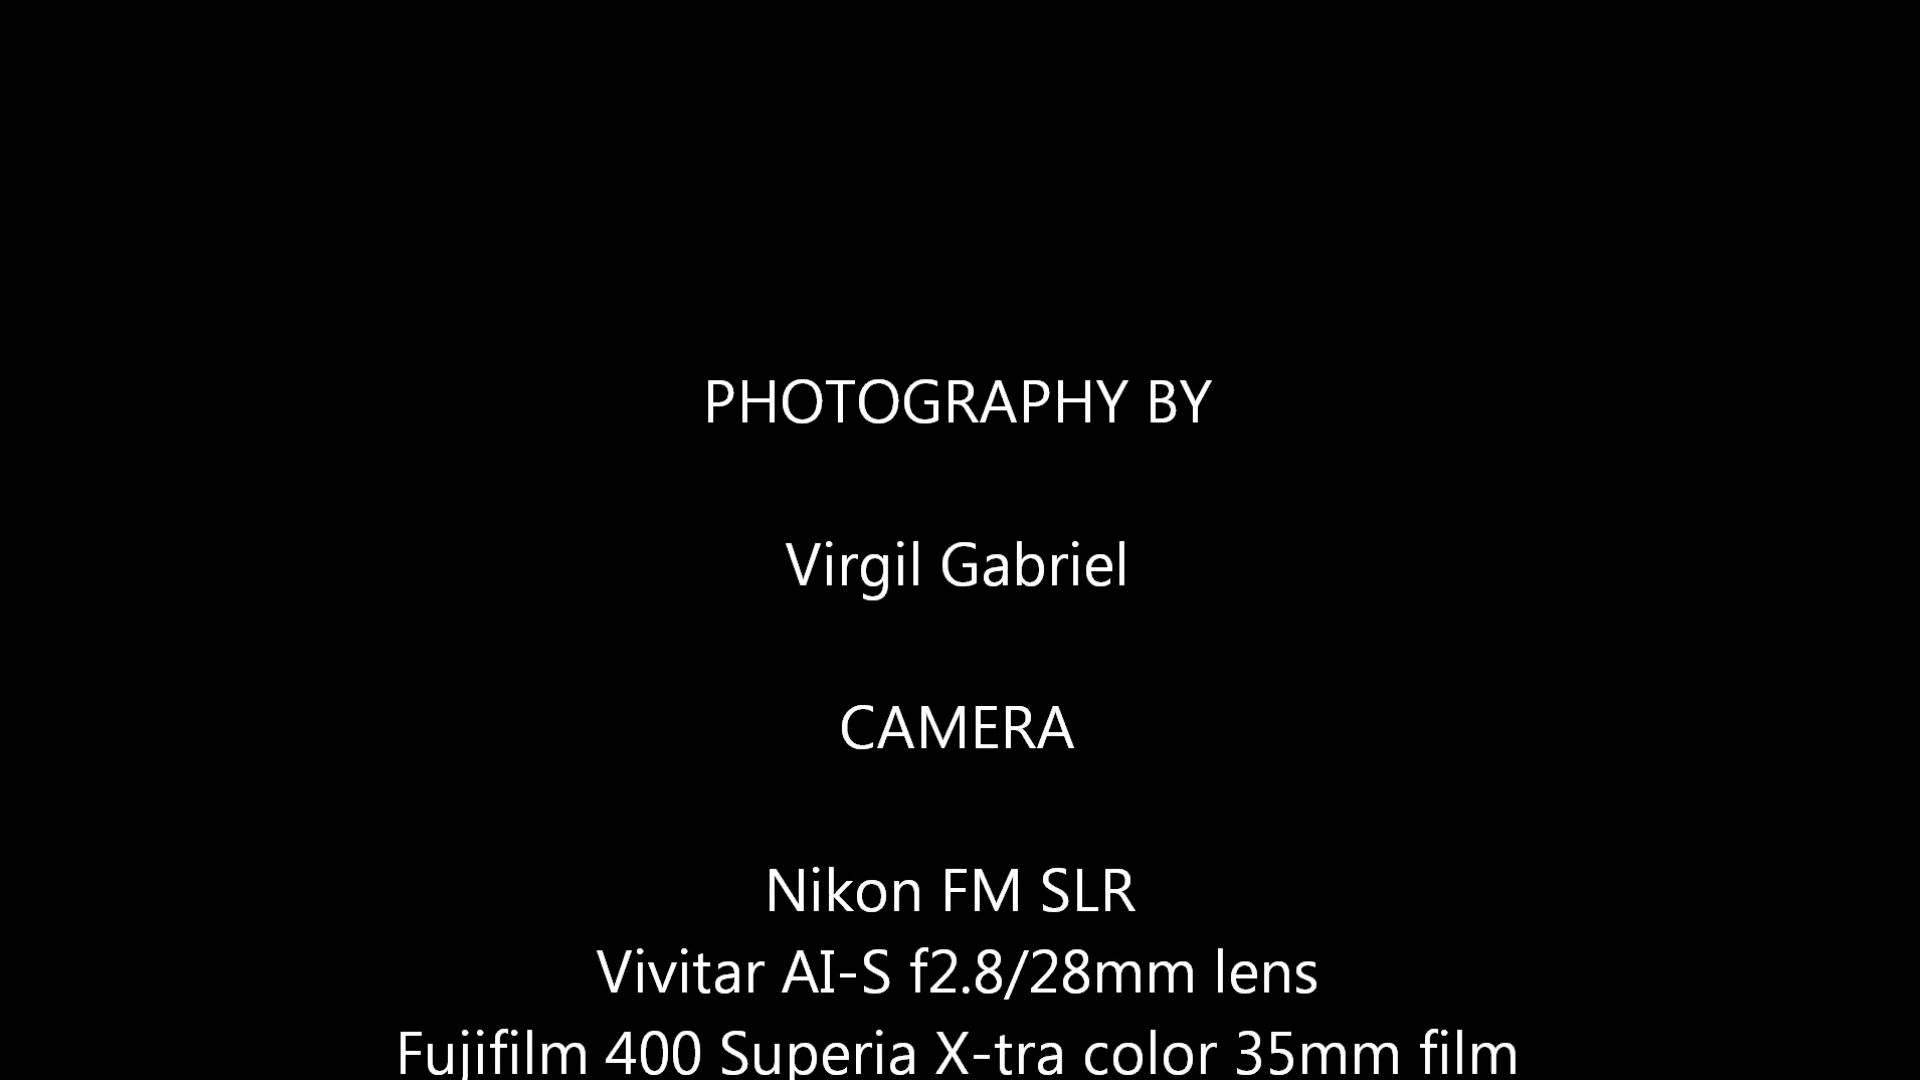 PHOTOGRAPHY BY
Virgil Gabriel
CAMERA
Nikon FM SLR
Vivitar AI-S f2.8/28mm lens
Fujifilm 400 Superia X-tra color 35mm film